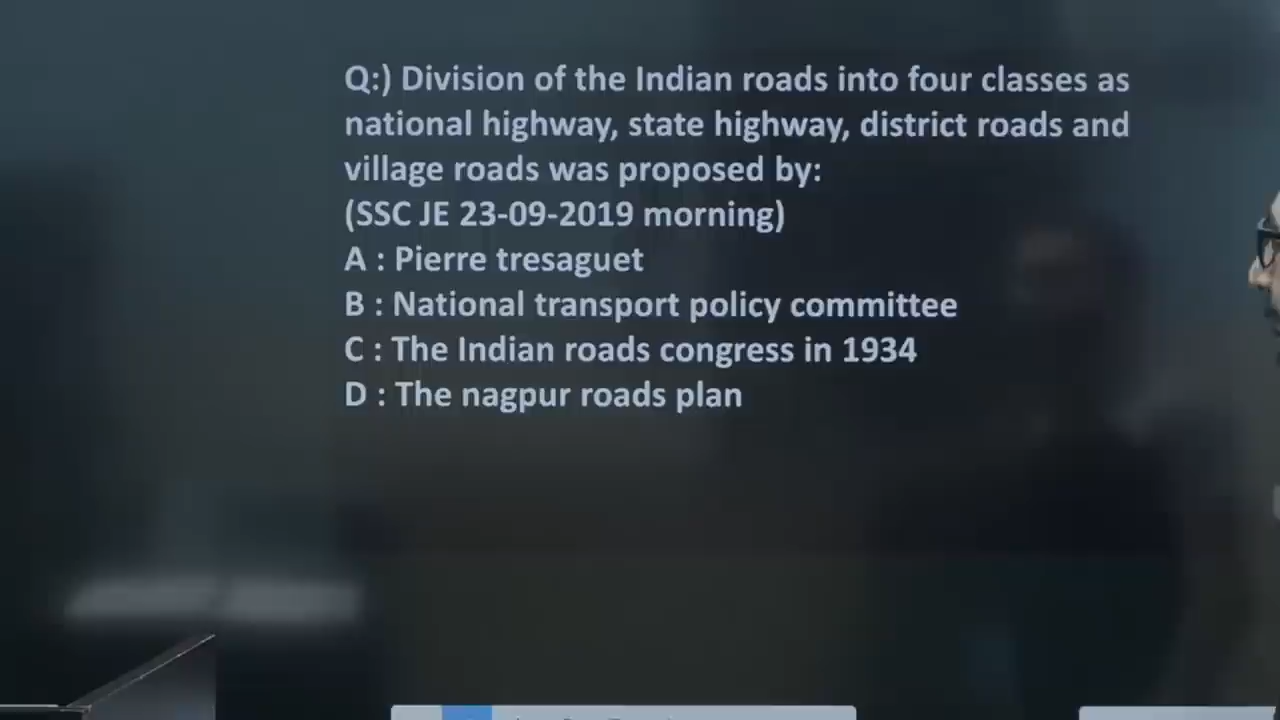 Q:) Division of the Indian roads into four classes as
national highway, state highway, district roads and
village roads was proposed by:
(SSC JE 23-09-2019 morning)
A : Pierre tresaguet
B : National transport policy committee
C : The Indian roads congress in 1934
D : The nagpur roads plan